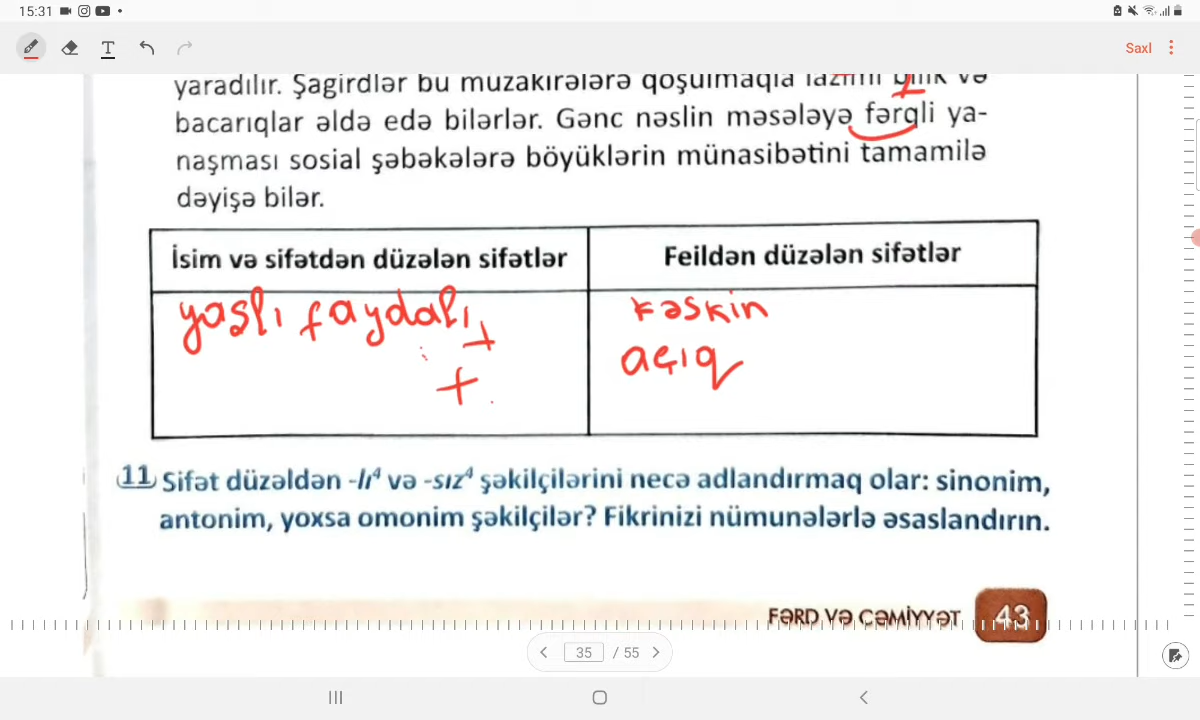 15:31
Saxl
yaradılır. Şagirdlər bu müzakirələrə qoşulmaqla lazımi bilik və
bacarıqlar əldə edə bilərlər. Gənc nəslin məsələyə fərqli ya-
naşması sosial şəbəkələrə böyüklərin münasibətini tamamilə
dəyişə bilər.
İsim və sifətdən düzələn sifətlər Feildən düzələn sifətlər
yaşlı faydalı kəskin
açıq
11 Sifət düzəldən -lı⁴ və -sız⁴ şəkilçilərini necə adlandırmaq olar: sinonim,
antonim, yoxsa omonim şəkilçilər? Fikrinizi nümunələrlə əsaslandırın.
FƏRD VƏ CƏMİYYƏT 43
35 / 55